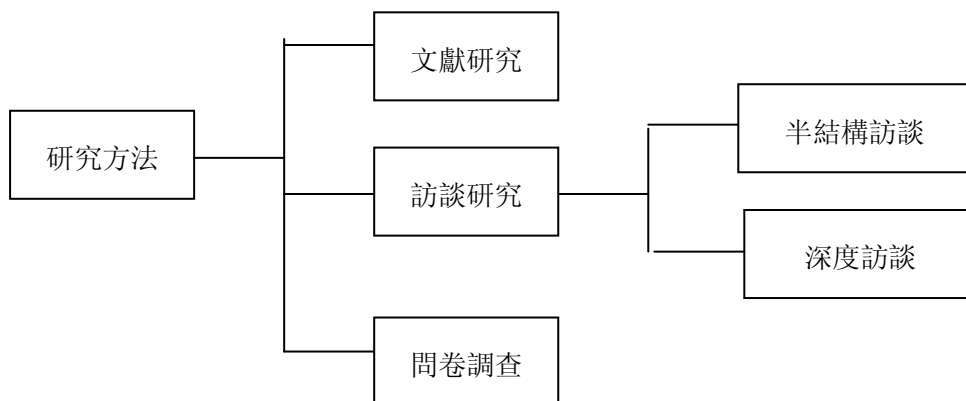 研究方法
文獻研究
訪談研究
問卷調查
半結構訪談
深度訪談